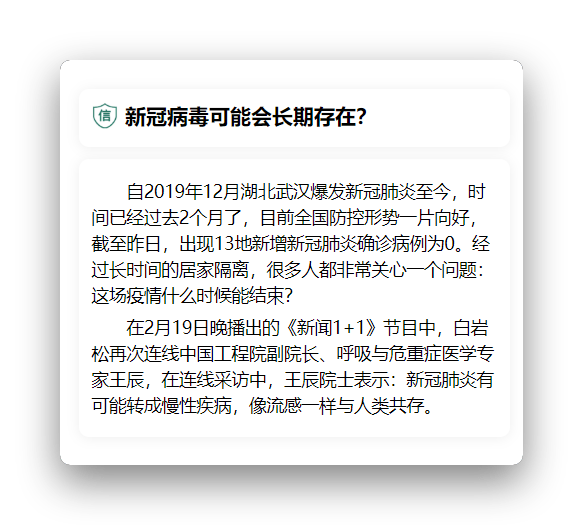 信
新冠病毒可能会长期存在？
自2019年12月湖北武汉爆发新冠肺炎至今，时
间已经过去2个月了，目前全国防控形势一片向好，
截至昨日，出现13地新增新冠肺炎确诊病例为0。经
过长时间的居家隔离，很多人都非常关心一个问题：
这场疫情什么时候能结束？
在2月19日晚播出的《新闻1+1》节目中，白岩
松再次连线中国工程院副院长、呼吸与危重症医学专
家王辰，在连线采访中，王辰院士表示：新冠肺炎有
可能转成慢性疾病，像流感一样与人类共存。